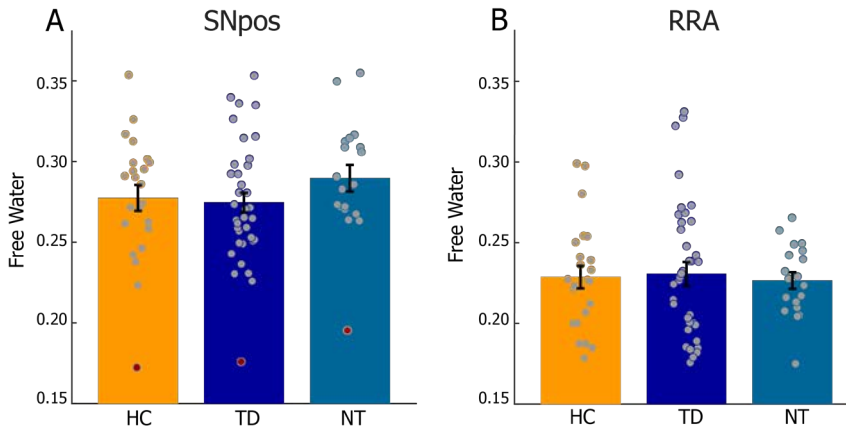 A
SNpos
Free Water
0.35
0.30
0.25
0.20
0.15
HC
TD
NT
B
RRA
Free Water
0.35
0.30
0.25
0.20
0.15
HC
TD
NT